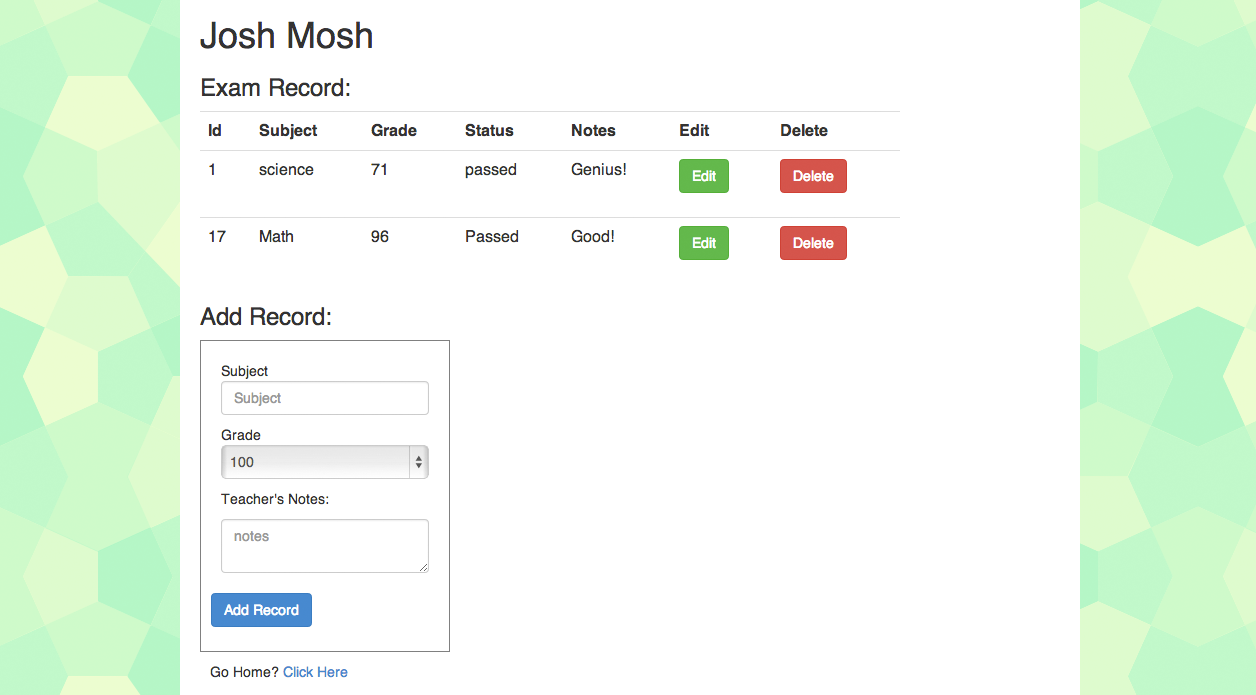 Josh Mosh
Exam Record:
Id Subject Grade Status Notes Edit Delete
1 science 71 passed Genius! Edit Delete
17 Math 96 Passed Good! Edit Delete
Add Record:
Subject
Subject
Grade
100
Teacher's Notes:
notes
Add Record
Go Home? Click Here